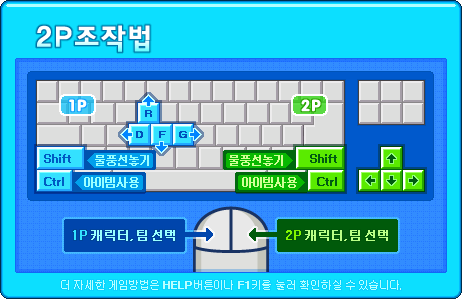 2P조작법
1P
2P
R
D F G
Shift 물풍선놓기
물풍선놓기 Shift
Ctrl 아이템사용
아이템사용 Ctrl
1P 캐릭터, 팀 선택
2P 캐릭터, 팀 선택
더 자세한 게임방법은 HELP버튼이나 F1키를 눌러 확인하실 수 있습니다.